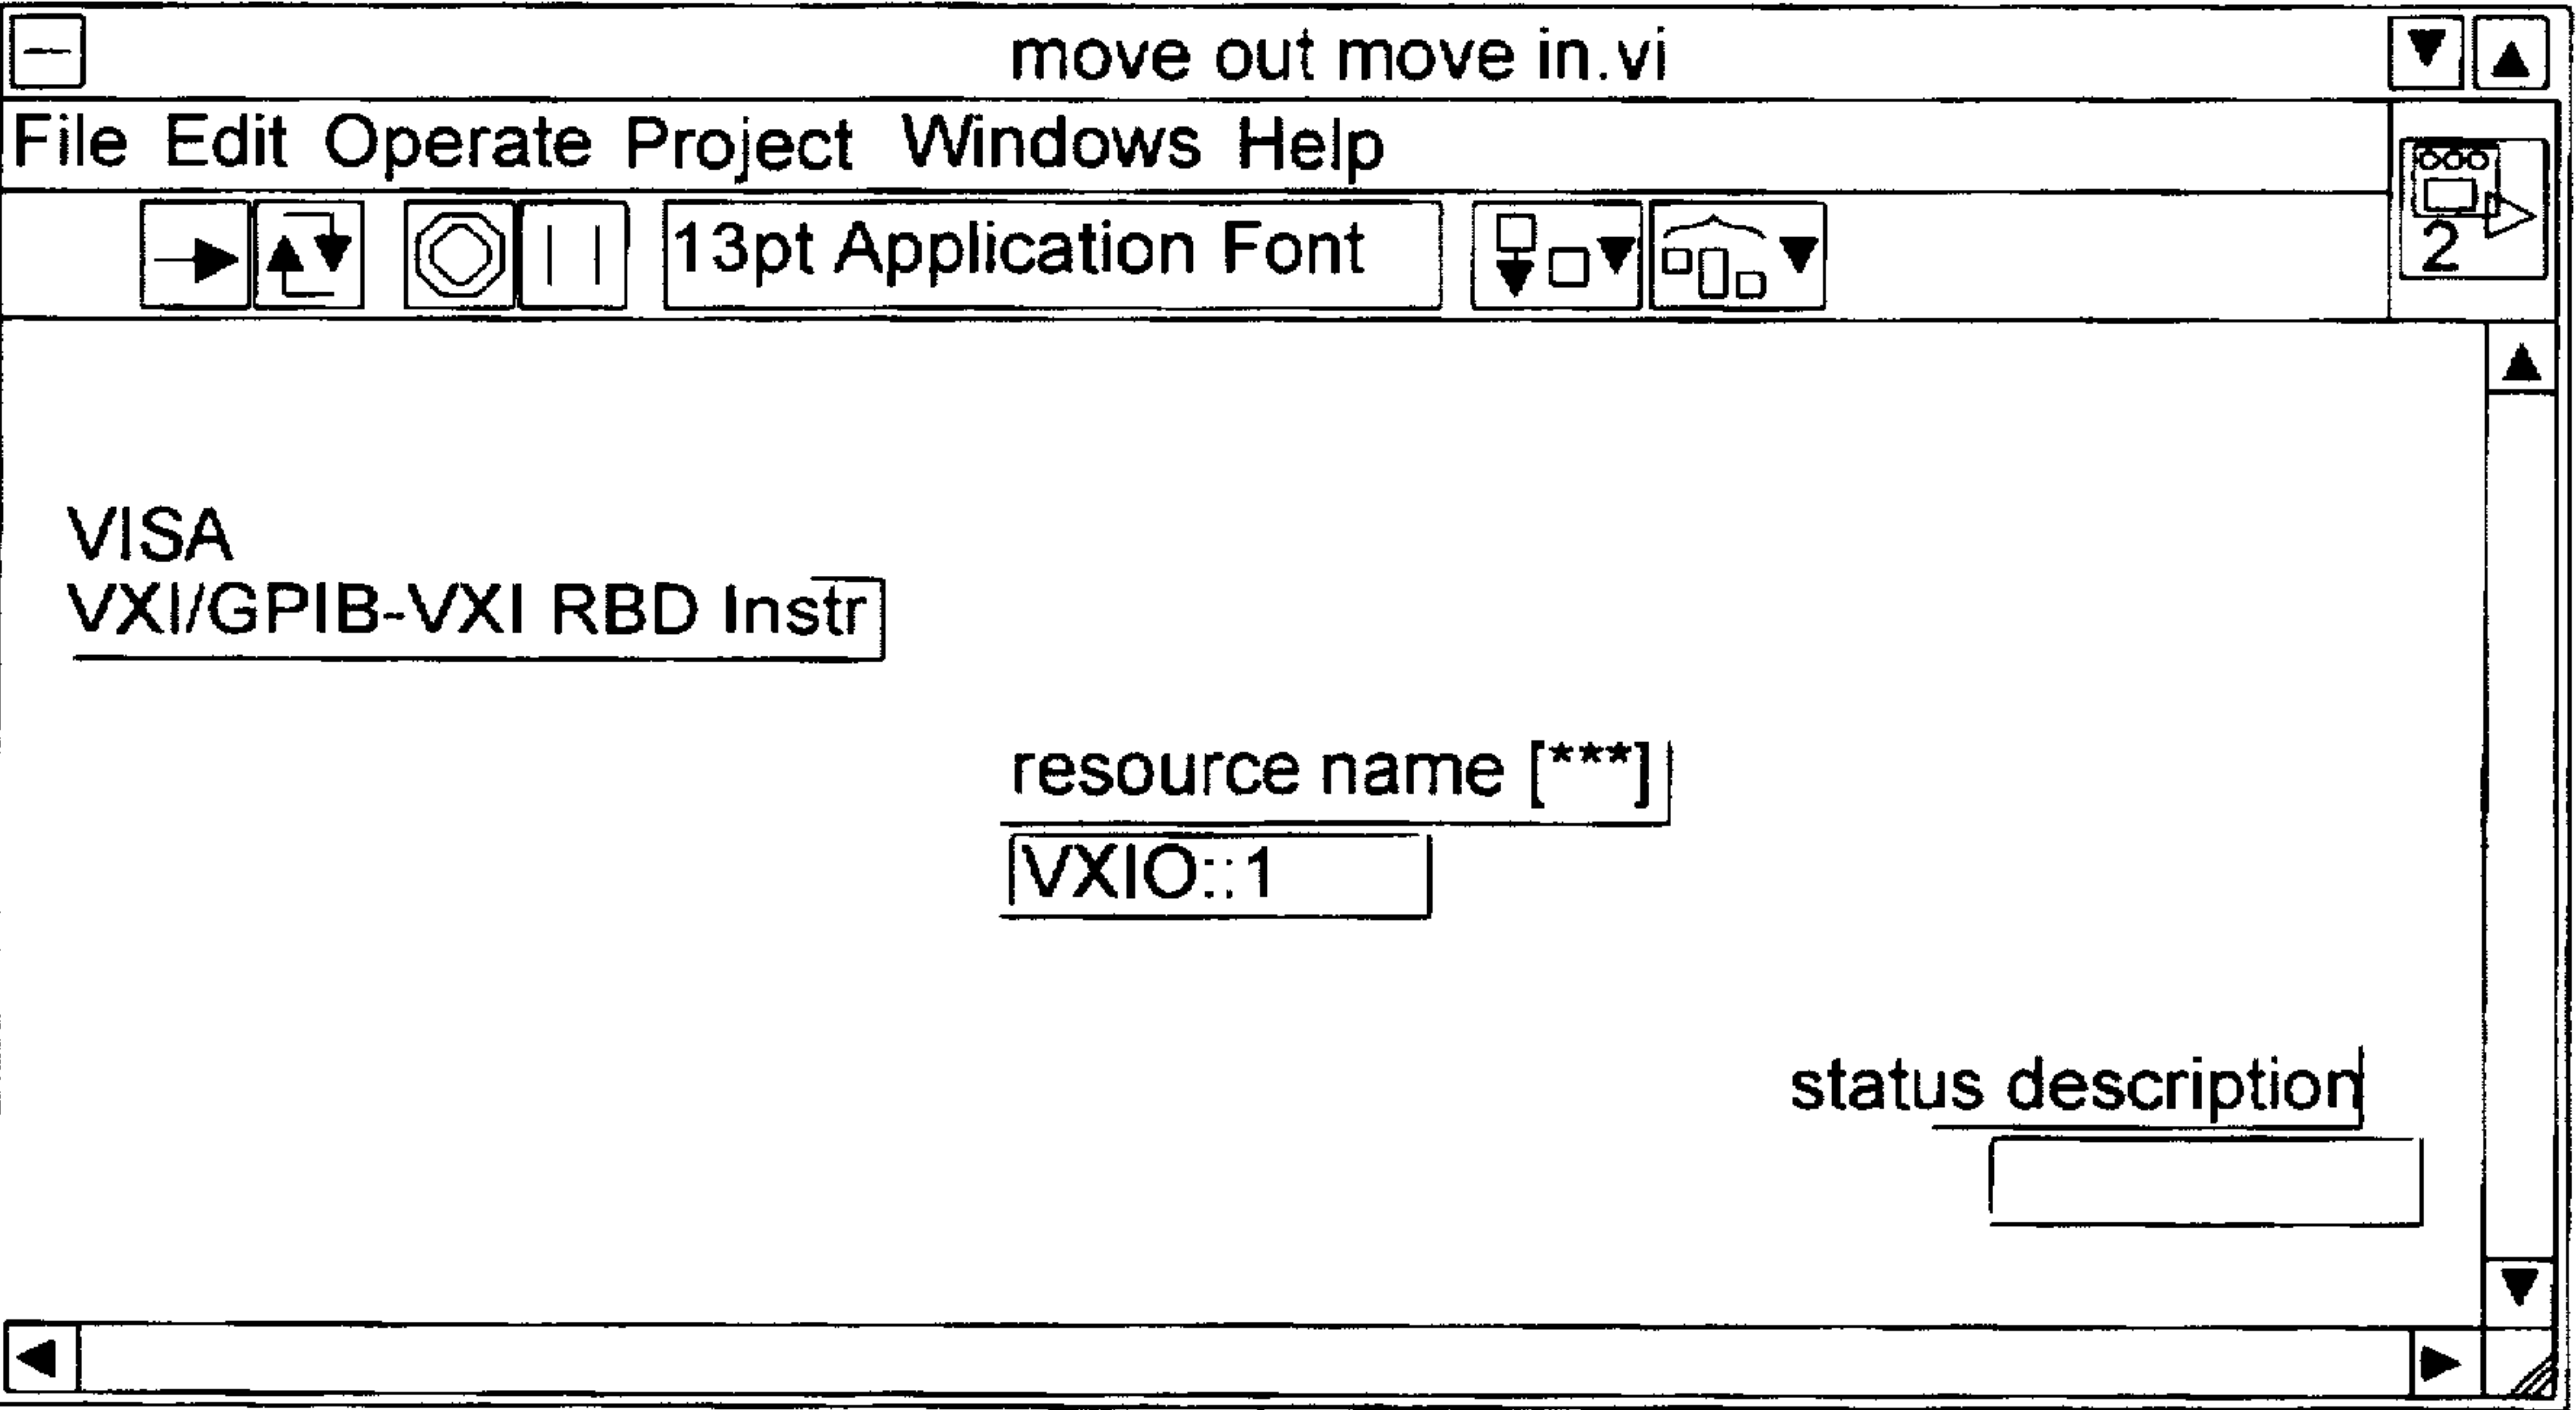 move out move in.vi
File Edit Operate Project Windows Help
13pt Application Font
2
VISA
VXI/GPIB-VXI RBD Instr
resource name [***]
VXIO::1
status description